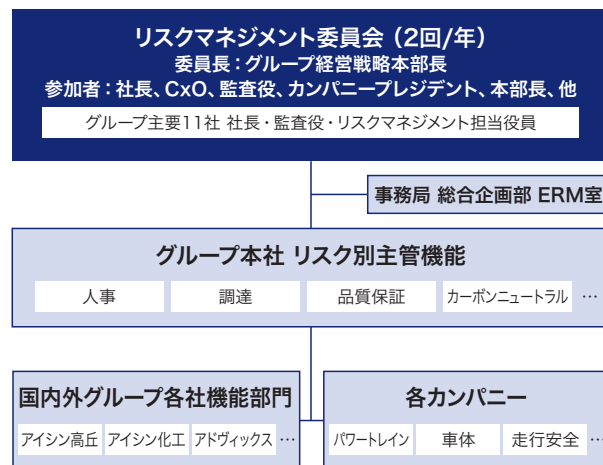 リスクマネジメント委員会（2回/年）
委員長：グループ経営戦略本部長
参加者：社長、CxO、監査役、カンパニープレジデント、本部長、他
グループ主要11社 社長・監査役・リスクマネジメント担当役員
事務局 総合企画部 ERM室
グループ本社 リスク別主管機能
人事 調達 品質保証 カーボンニュートラル …
国内外グループ各社機能部門
アイシン高丘 アイシン化工 アドヴィックス …
各カンパニー
パワートレイン 車体 走行安全 …